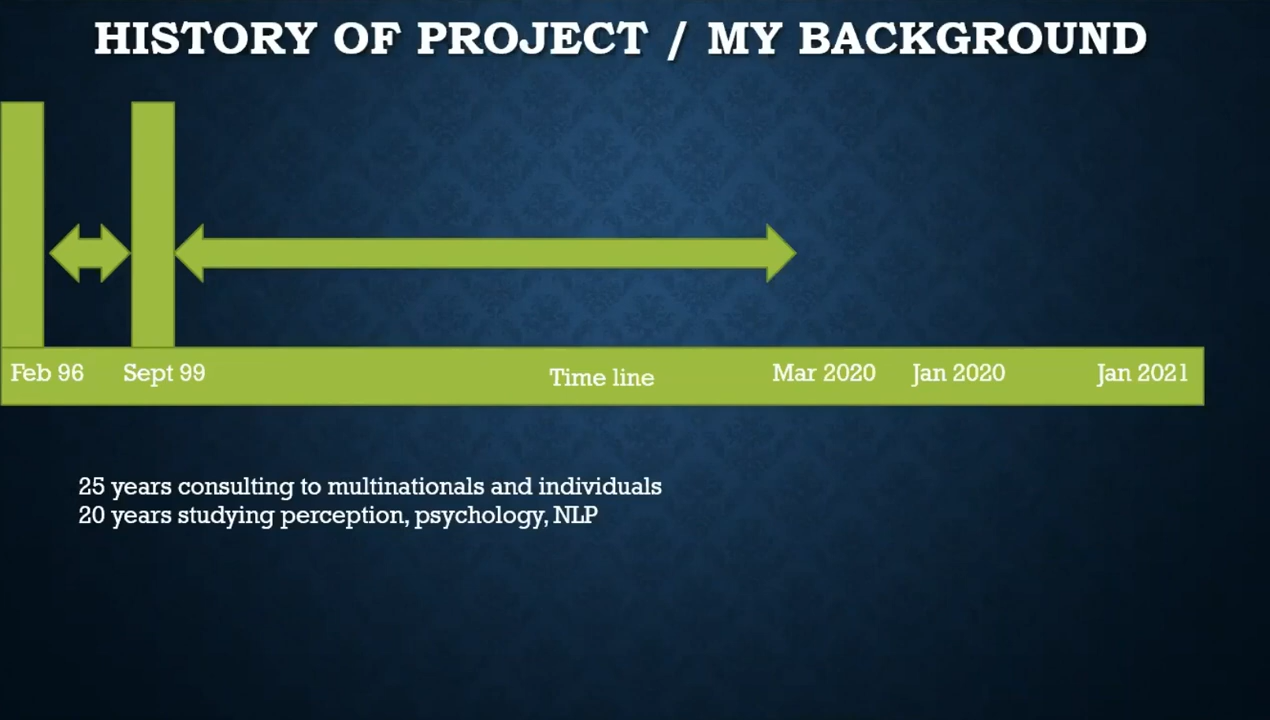 HISTORY OF PROJECT / MY BACKGROUND
Feb 96 Sept 99 Time line Mar 2020 Jan 2020 Jan 2021
25 years consulting to multinationals and individuals
20 years studying perception, psychology, NLP